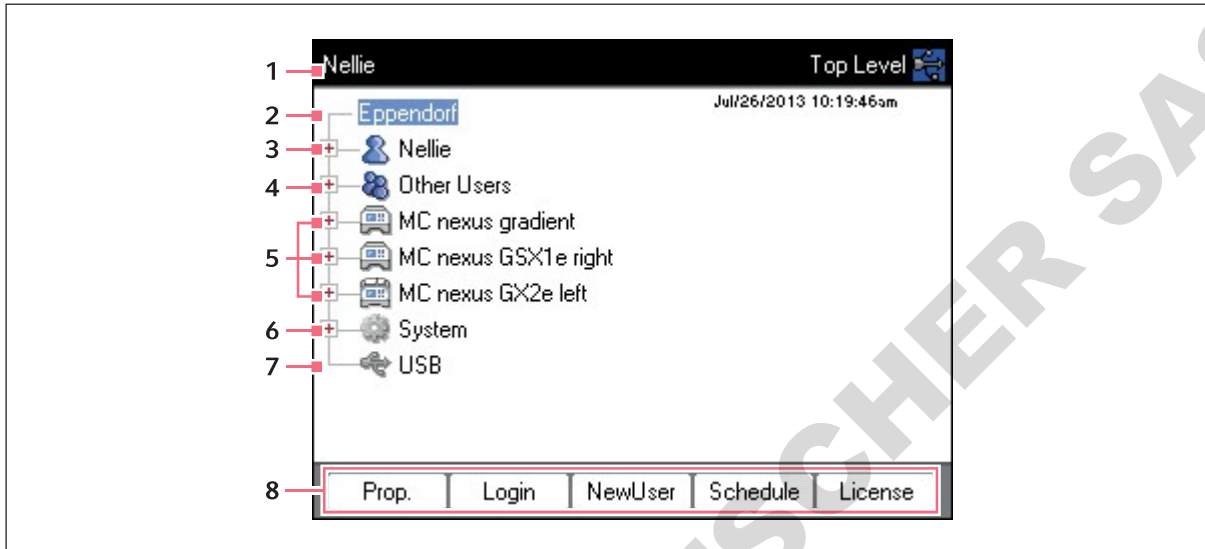 1 Nellie Top Level
Jul/26/2013 10:19:46am
2 Eppendorf
3 + Nellie
4 + Other Users
+ MC nexus gradient
5 + MC nexus GSX1e right
+ MC nexus GX2e left
6 + System
7 USB
8 Prop. Login NewUser Schedule License
SCHER SA